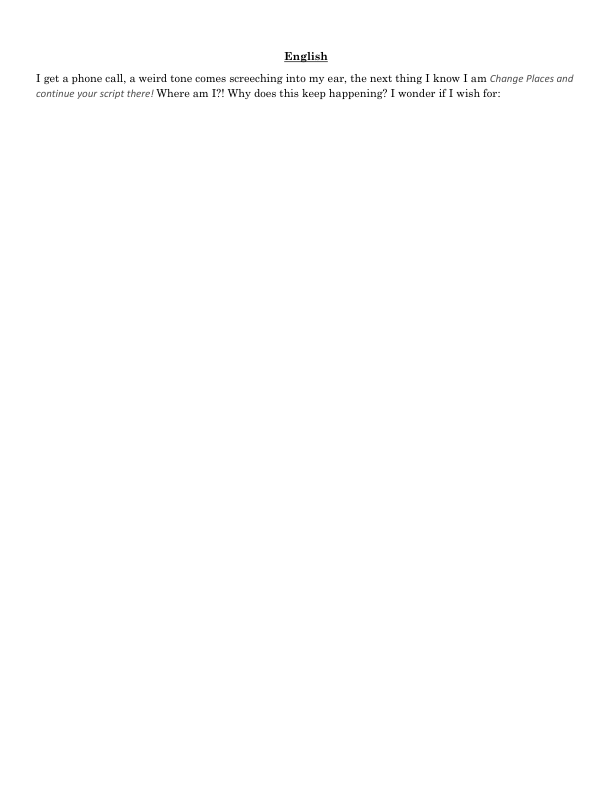 English
I get a phone call, a weird tone comes screeching into my ear, the next thing I know I am Change Places and
continue your script there! Where am I?! Why does this keep happening? I wonder if I wish for: